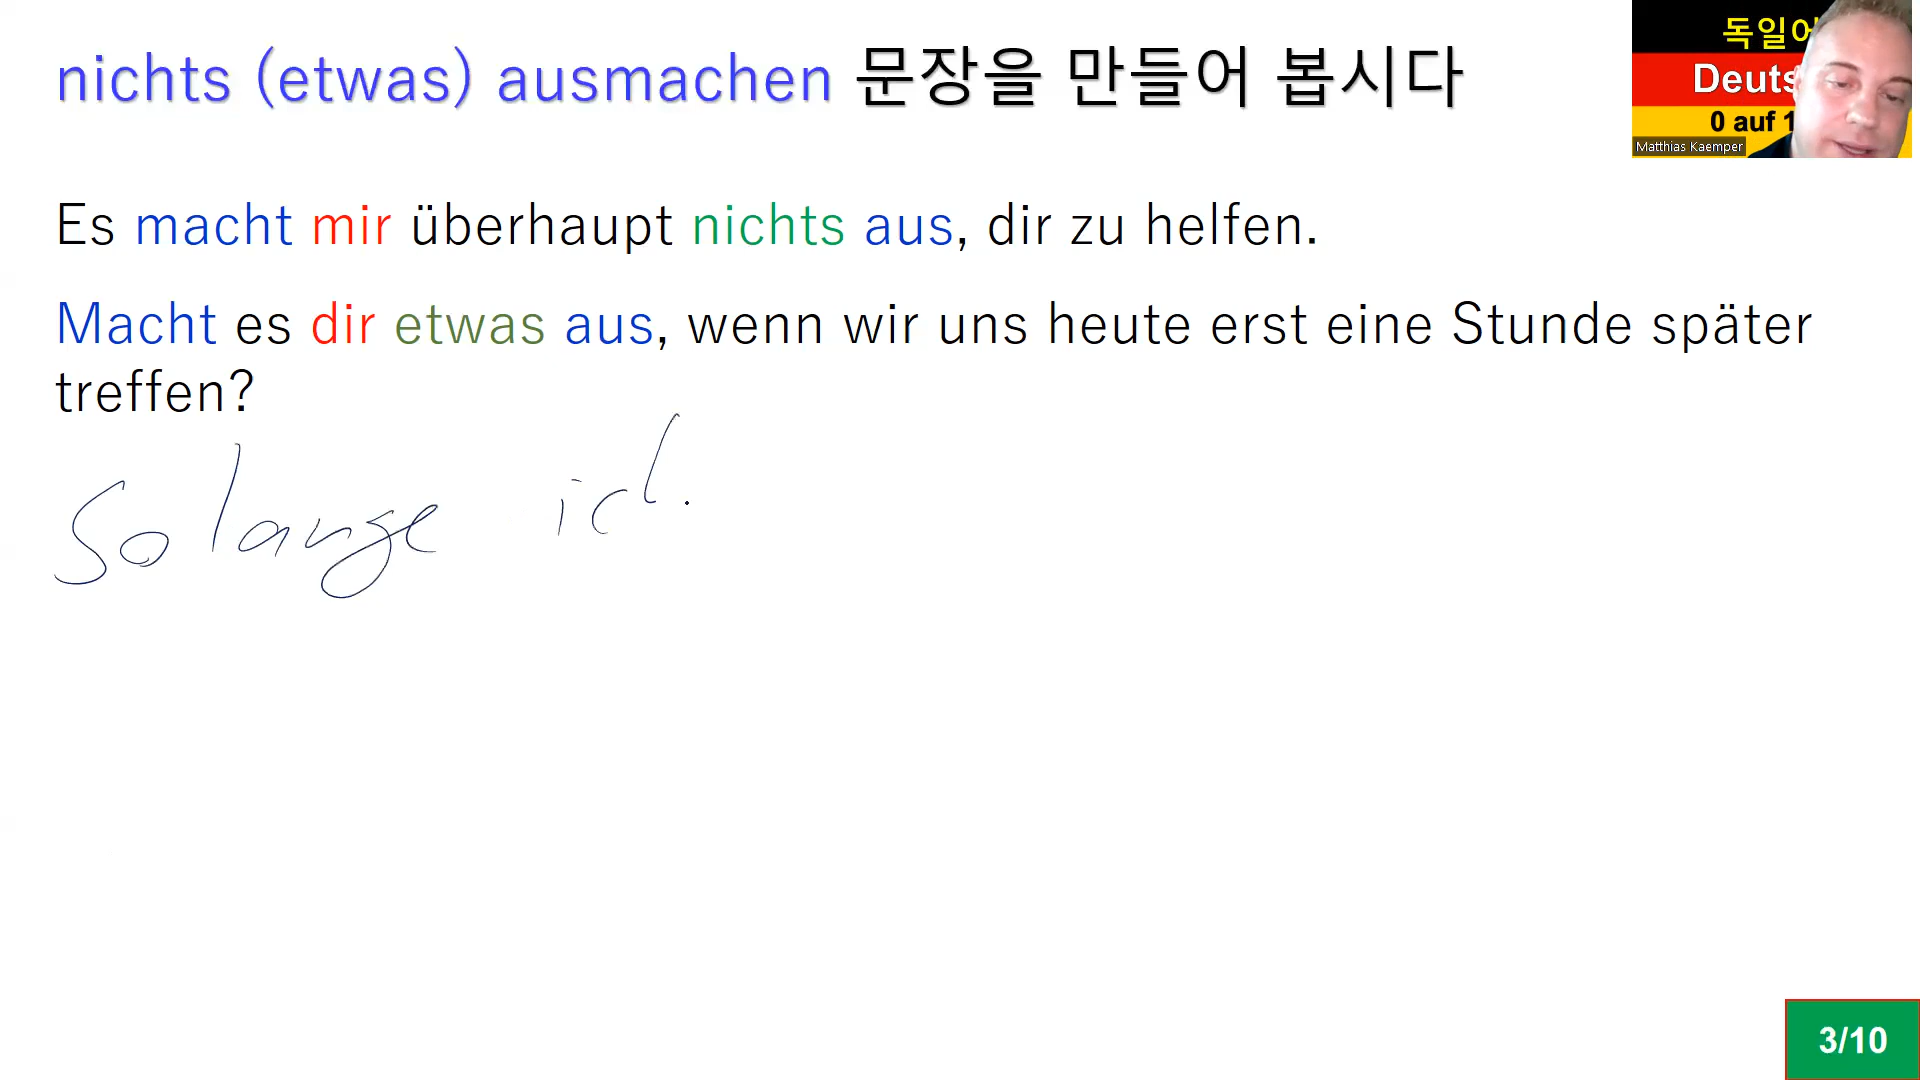 nichts (etwas) ausmachen 문장을 만들어 봅시다
독일어
Deuts
0 auf 1
Matthias Kaemper
Es macht mir überhaupt nichts aus, dir zu helfen.
Macht es dir etwas aus, wenn wir uns heute erst eine Stunde später
treffen?
Solange
3/10